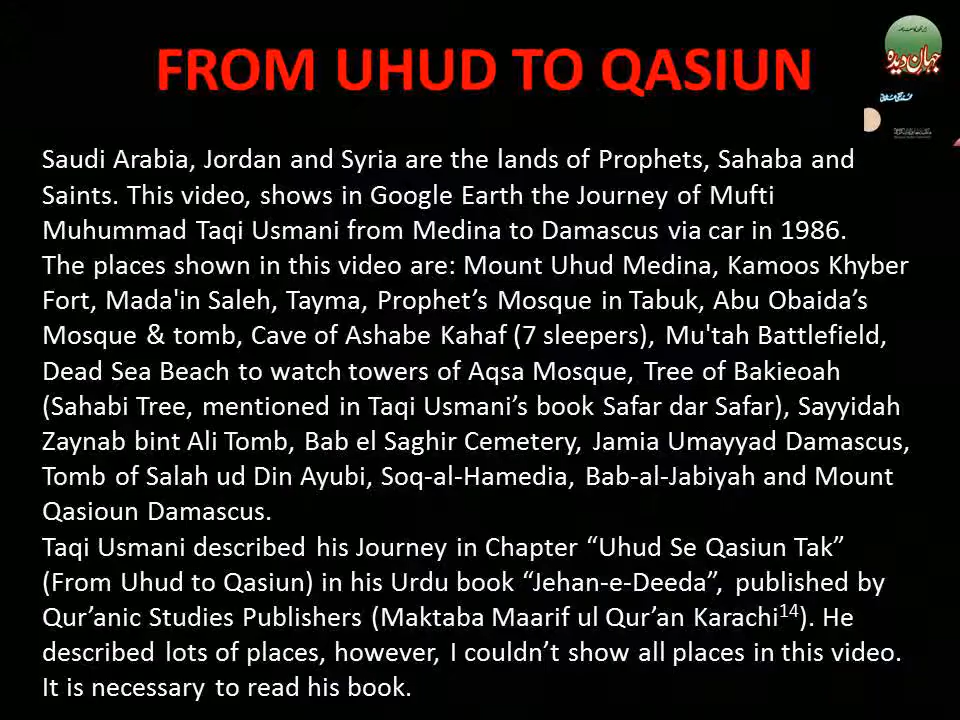 FROM UHUD TO QASIUN
جہانِ دیدہ
Saudi Arabia, Jordan and Syria are the lands of Prophets, Sahaba and
Saints. This video, shows in Google Earth the Journey of Mufti
Muhummad Taqi Usmani from Medina to Damascus via car in 1986.
The places shown in this video are: Mount Uhud Medina, Kamoos Khyber
Fort, Mada'in Saleh, Tayma, Prophet’s Mosque in Tabuk, Abu Obaida’s
Mosque & tomb, Cave of Ashabe Kahaf (7 sleepers), Mu'tah Battlefield,
Dead Sea Beach to watch towers of Aqsa Mosque, Tree of Bakieoah
(Sahabi Tree, mentioned in Taqi Usmani’s book Safar dar Safar), Sayyidah
Zaynab bint Ali Tomb, Bab el Saghir Cemetery, Jamia Umayyad Damascus,
Tomb of Salah ud Din Ayubi, Soq-al-Hamedia, Bab-al-Jabiyah and Mount
Qasioun Damascus.
Taqi Usmani described his Journey in Chapter “Uhud Se Qasiun Tak”
(From Uhud to Qasiun) in his Urdu book “Jehan-e-Deeda”, published by
Qur’anic Studies Publishers (Maktaba Maarif ul Qur’an Karachi14). He
described lots of places, however, I couldn’t show all places in this video.
It is necessary to read his book.